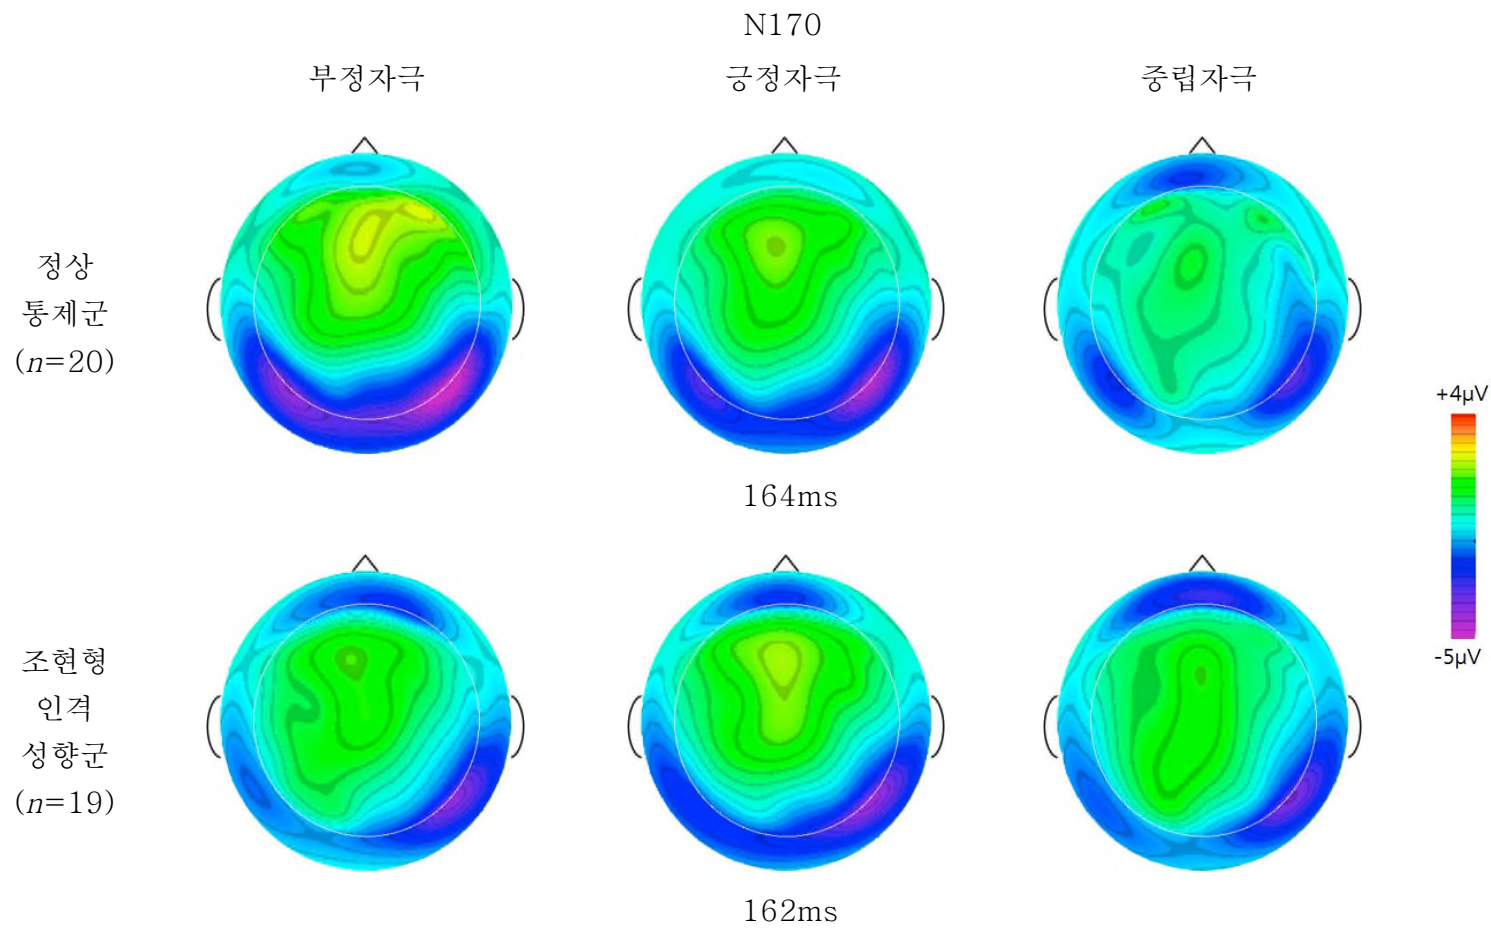 N170
부정자극
긍정자극
중립자극
정상
통제군
(n=20)
+4μV
-5μV
164ms
조현형
인격
성향군
(n=19)
162ms